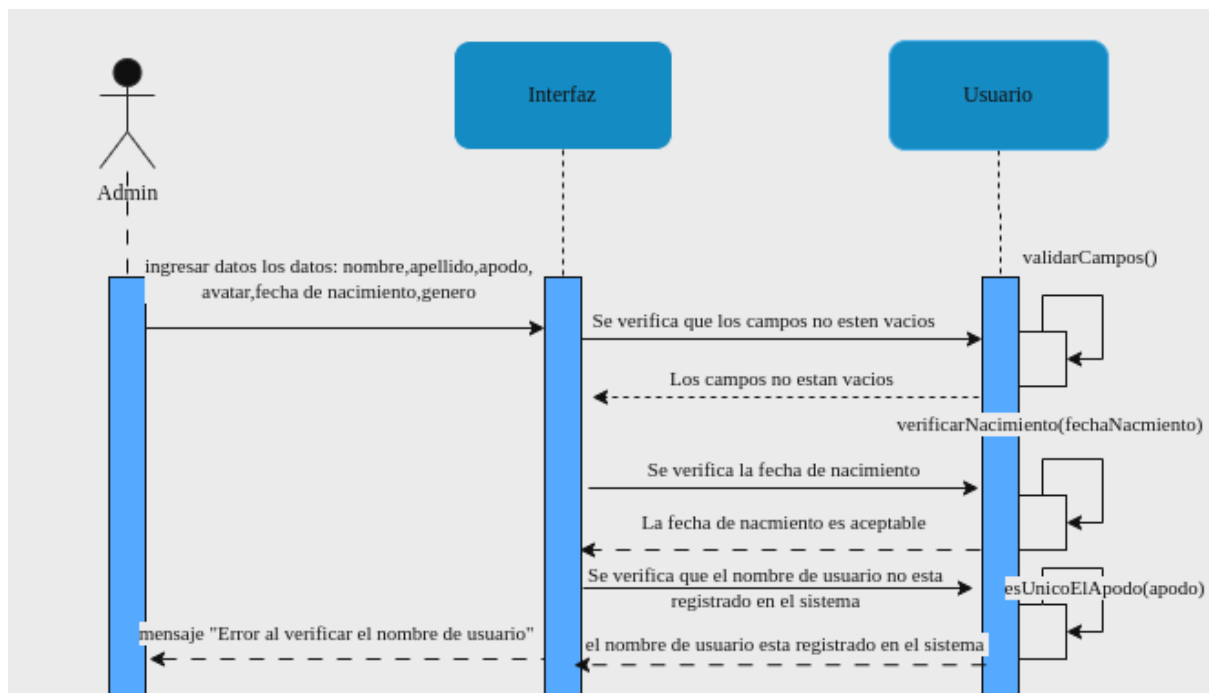 Interfaz
Usuario
Admin
validarCampos()
ingresar datos los datos: nombre,apellido,apodo,
avatar,fecha de nacimiento,genero
Se verifica que los campos no esten vacios
Los campos no estan vacios
verificarNacimiento(fechaNacmiento)
Se verifica la fecha de nacimiento
La fecha de nacmiento es aceptable
Se verifica que el nombre de usuario no esta
registrado en el sistema
esUnicoElApodo(apodo)
mensaje "Error al verificar el nombre de usuario"
el nombre de usuario esta registrado en el sistema